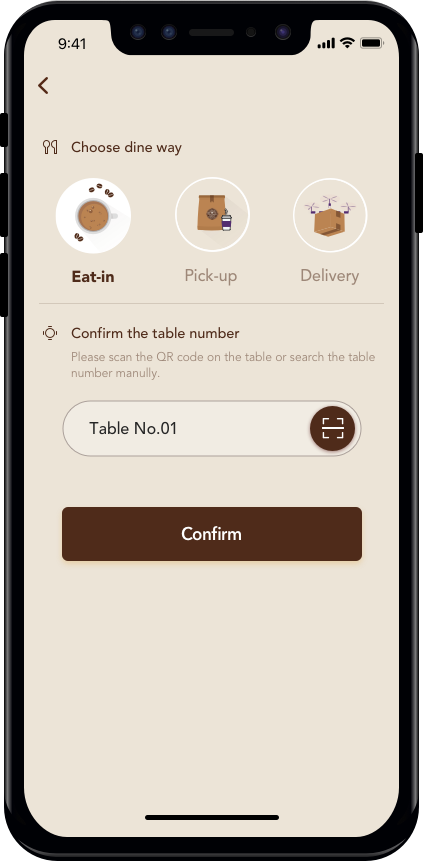 9:41
Choose dine way
Eat-in
Pick-up
Delivery
Confirm the table number
Please scan the QR code on the table or search the table
number manully.
Table No.01
Confirm